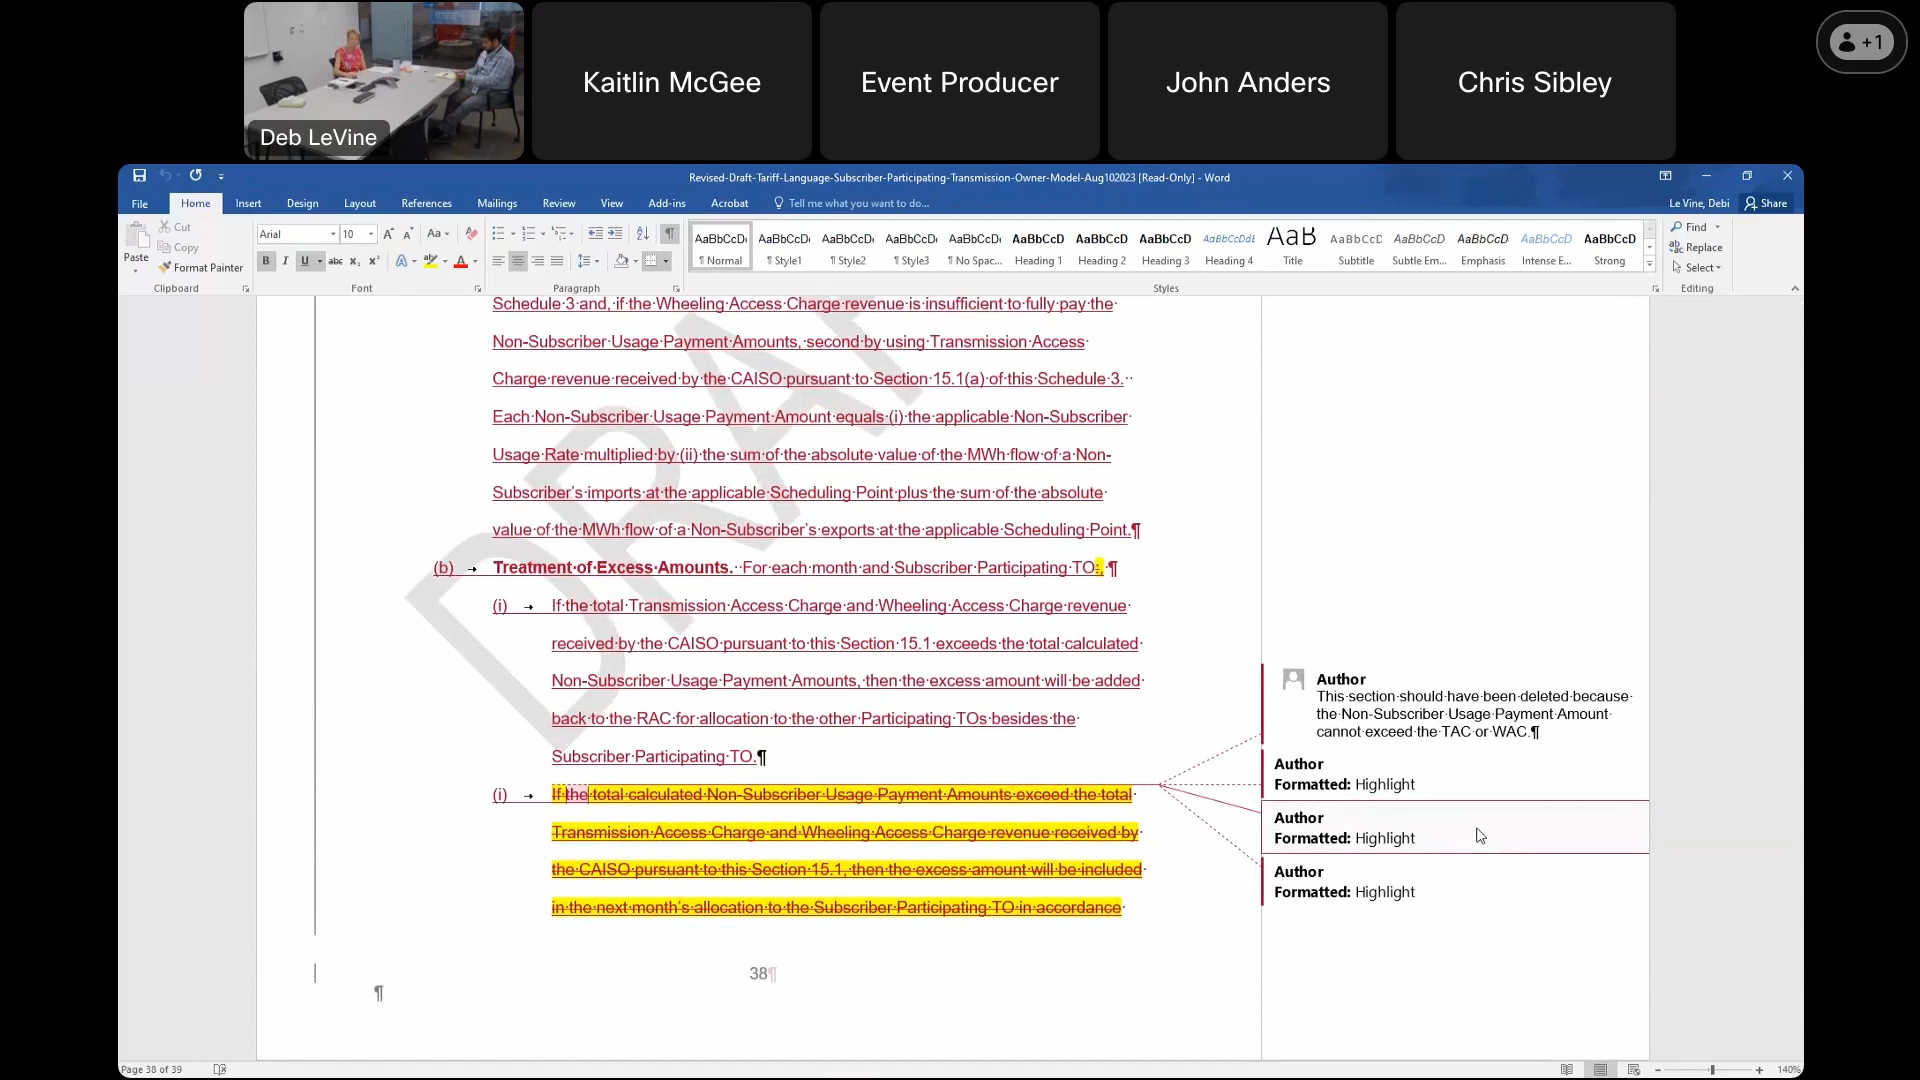 Deb LeVine
Kaitlin McGee
Event Producer
John Anders
Chris Sibley
+1
Revised-Draft-Tariff-Language-Subscriber-Participating-Transmission-Owner-Model-Aug102023 [Read-Only] - Word
File Home Insert Design Layout References Mailings Review View Add-ins Acrobat Tell me what you want to do... Le Vine, Debi Share
Paste
Cut
Copy
Format Painter
Clipboard
Arial 10
Font
Paragraph
AaBbCcDc AaBbCcDc AaBbCcDc AaBbCcDc AaBbCcDc AaBbCcD AaBbCcD AaBbCcD AaBbCcDdE AaB AaBbCcC AaBbCcD AaBbCcD AaBbCcD AaBbCcD
¶ Normal ¶ Style1 ¶ Style2 ¶ Style3 ¶ No Spac... Heading 1 Heading 2 Heading 3 Heading 4 Title Subtitle Subtle Em... Emphasis Intense E... Strong
Styles
Find
Replace
Select
Editing
DRAF
Schedule 3 and, if the Wheeling Access Charge revenue is insufficient to fully pay the
Non-Subscriber Usage Payment Amounts, second by using Transmission Access
Charge revenue received by the CAISO pursuant to Section 15.1(a) of this Schedule 3.
Each Non-Subscriber Usage Payment Amount equals (i) the applicable Non-Subscriber
Usage Rate multiplied by (ii) the sum of the absolute value of the MWh flow of a Non-
Subscriber's imports at the applicable Scheduling Point plus the sum of the absolute
value of the MWh flow of a Non-Subscriber's exports at the applicable Scheduling Point.¶
(b) Treatment of Excess Amounts. For each month and Subscriber Participating TO:, ¶
(i) If the total Transmission Access Charge and Wheeling Access Charge revenue
received by the CAISO pursuant to this Section 15.1 exceeds the total calculated
Non-Subscriber Usage Payment Amounts, then the excess amount will be added
back to the RAC for allocation to the other Participating TOs besides the
Subscriber Participating TO.¶
(i) If the total calculated Non-Subscriber Usage Payment Amounts exceed the total
Transmission Access Charge and Wheeling Access Charge revenue received by
the CAISO pursuant to this Section 15.1, then the excess amount will be included
in the next month's allocation to the Subscriber Participating TO in accordance
38¶
¶
Author
This section should have been deleted because
the Non-Subscriber Usage Payment Amount
cannot exceed the TAC or WAC.¶
Author
Formatted: Highlight
Author
Formatted: Highlight
Author
Formatted: Highlight
Page 38 of 39
140%